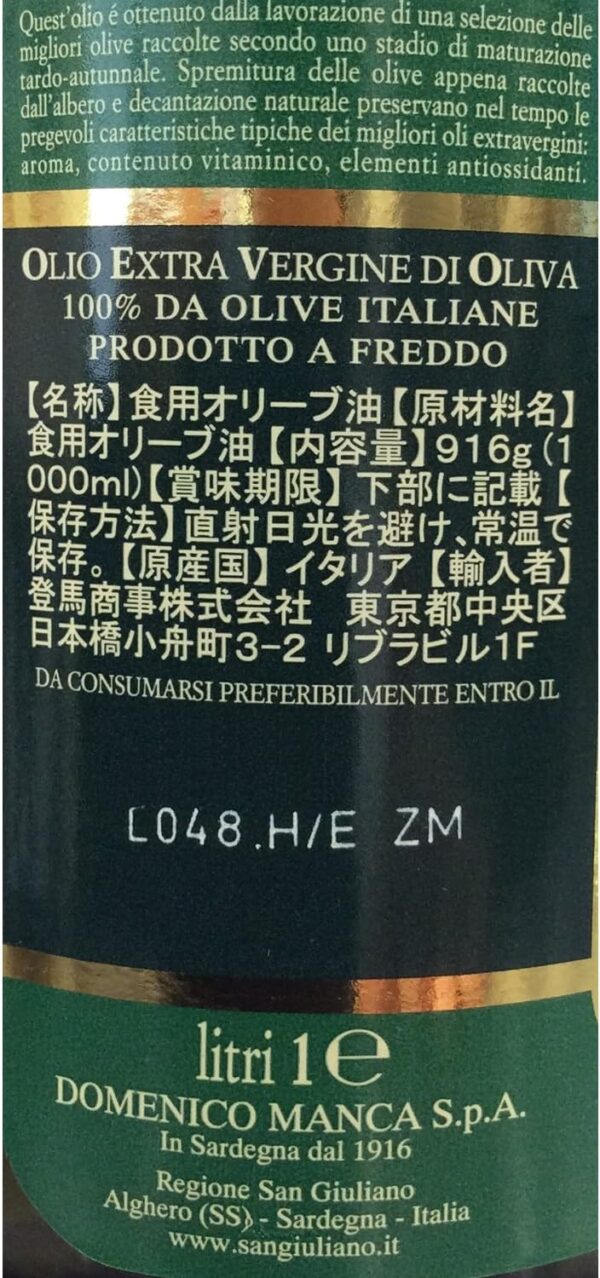 Quest'olio é ottenuto dalla lavorazione di una selezione delle
migliori olive raccolte secondo uno stadio di maturazione
tardo-autunnale. Spremitura delle olive appena raccolte
dall'albero e decantazione naturale preservano nel tempo le
pregevoli caratteristiche tipiche dei migliori oli extravergini:
aroma, contenuto vitaminico, elementi antiossidanti.
OLIO EXTRA VERGINE DI OLIVA
100% DA OLIVE ITALIANE
PRODOTTO A FREDDO
【名称】食用オリーブ油【原材料名】
食用オリーブ油【内容量】916g(1
000ml)【賞味期限】下部に記載【
保存方法】直射日光を避け、常温で
保存。【原産国】イタリア【輸入者】
登馬商事株式会社 東京都中央区
日本橋小舟町3-2 リブラビル1F
DA CONSUMARSI PREFERIBILMENTE ENTRO IL
L048.H/E ZM
litri 1 e
DOMENICO MANCA S.p.A.
In Sardegna dal 1916
Regione San Giuliano
Alghero (SS) - Sardegna - Italia
www.sangiuliano.it